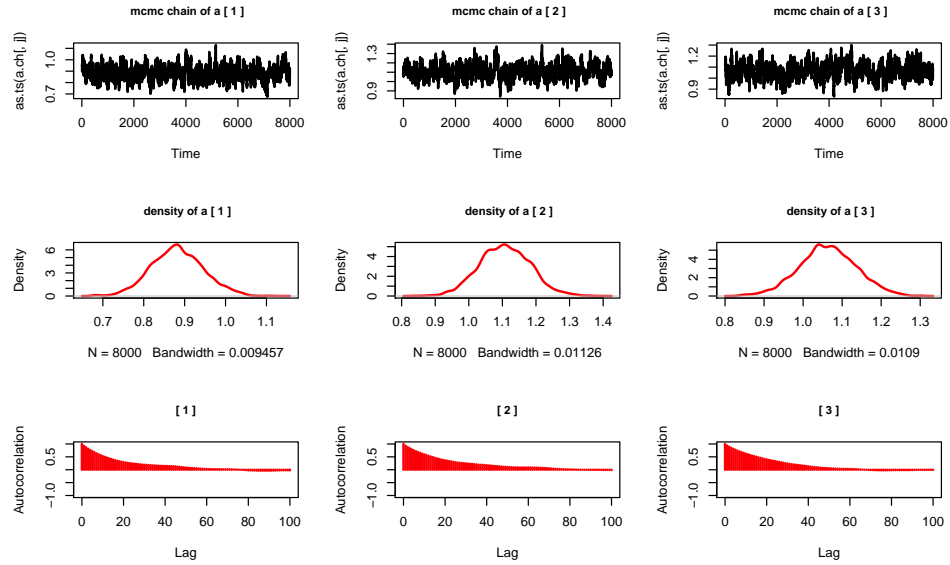 mcmc chain of a [ 1 ]
as.ts(a.ch[, j])
0.7 1.0
0 2000 4000 6000 8000
Time
mcmc chain of a [ 2 ]
as.ts(a.ch[, j])
0.9 1.3
0 2000 4000 6000 8000
Time
mcmc chain of a [ 3 ]
as.ts(a.ch[, j])
0.9 1.2
0 2000 4000 6000 8000
Time
density of a [ 1 ]
Density
0 3 6
0.7 0.8 0.9 1.0 1.1
N = 8000 Bandwidth = 0.009457
density of a [ 2 ]
Density
0 2 4
0.8 0.9 1.0 1.1 1.2 1.3 1.4
N = 8000 Bandwidth = 0.01126
density of a [ 3 ]
Density
0 2 4
0.8 0.9 1.0 1.1 1.2 1.3
N = 8000 Bandwidth = 0.0109
[ 1 ]
Autocorrelation
−1.0 0.5
0 20 40 60 80 100
Lag
[ 2 ]
Autocorrelation
−1.0 0.5
0 20 40 60 80 100
Lag
[ 3 ]
Autocorrelation
−1.0 0.5
0 20 40 60 80 100
Lag